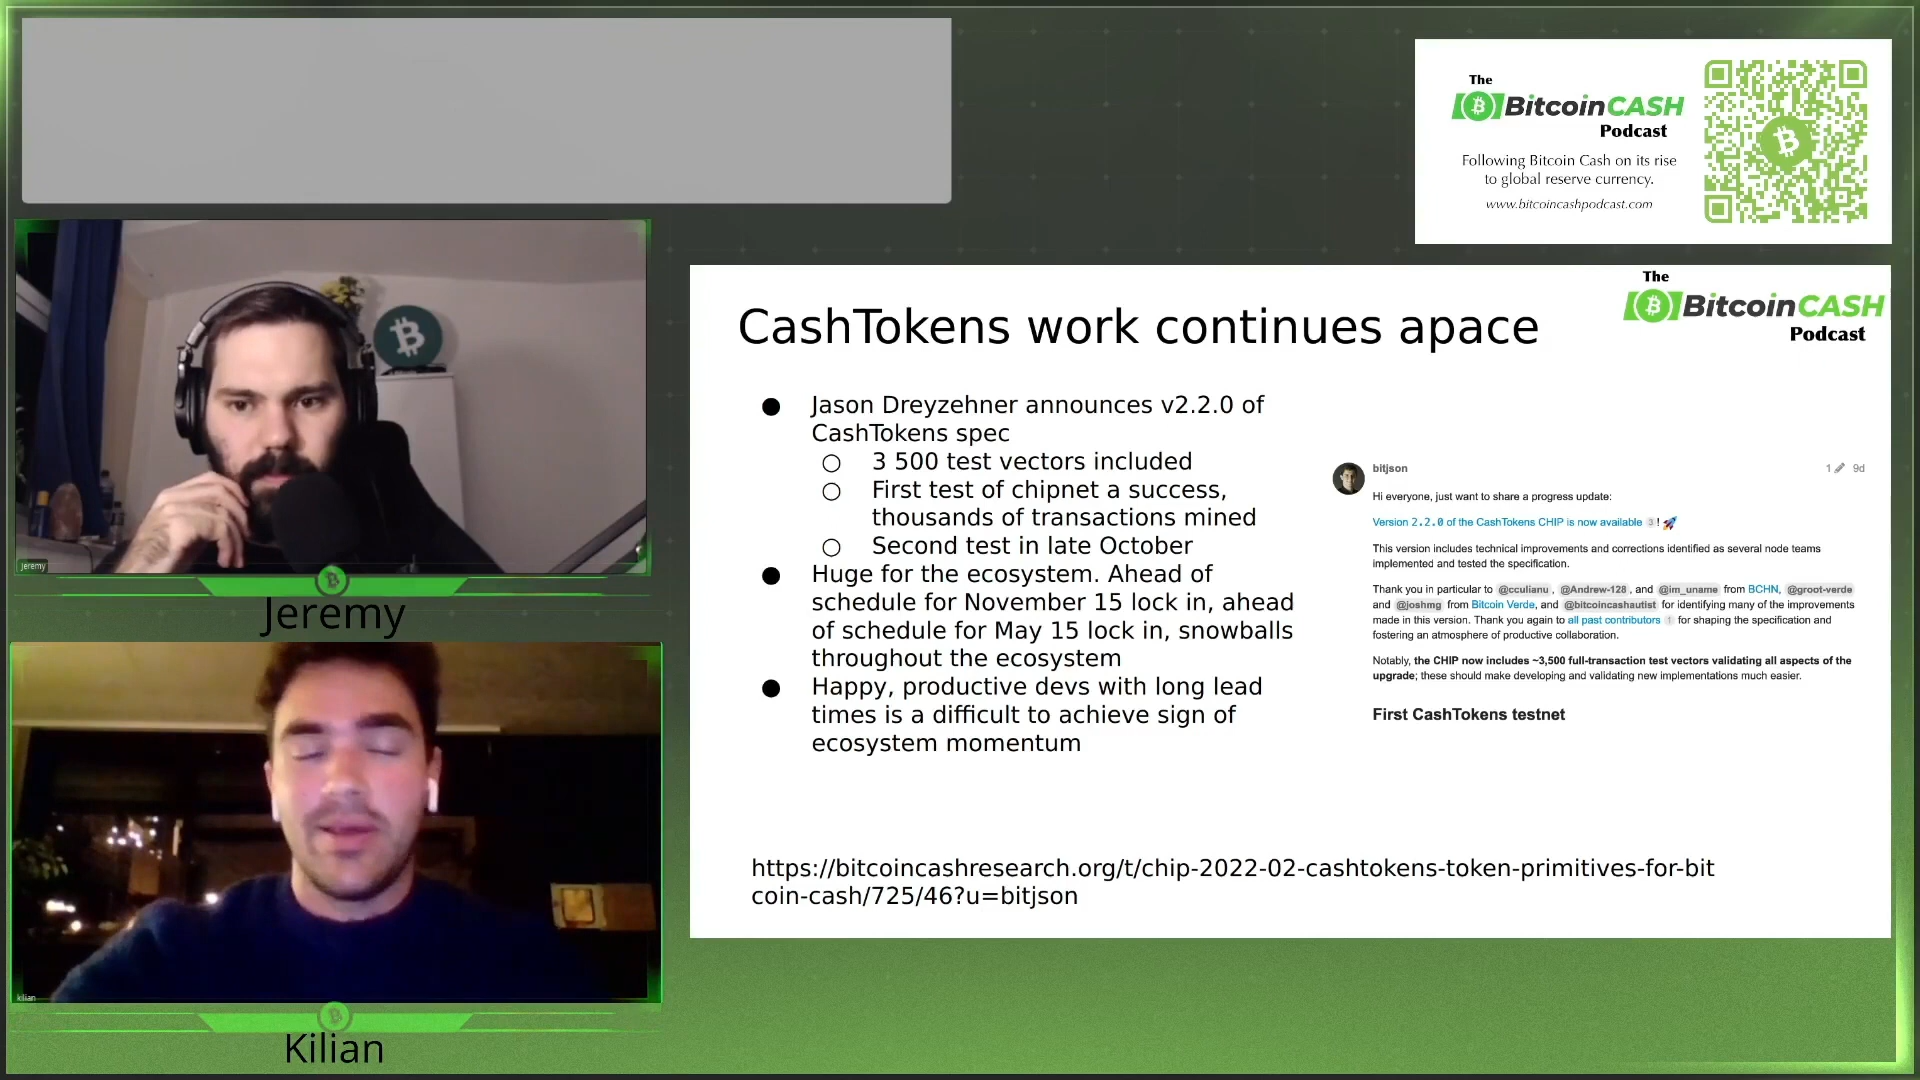 The
BitcoinCASH
Podcast
Following Bitcoin Cash on its rise
to global reserve currency.
www.bitcoincashpodcast.com
The
BitcoinCASH
Podcast
CashTokens work continues apace
● Jason Dreyzehner announces v2.2.0 of
CashTokens spec
○ 3 500 test vectors included
○ First test of chipnet a success,
thousands of transactions mined
○ Second test in late October
● Huge for the ecosystem. Ahead of
schedule for November 15 lock in, ahead
of schedule for May 15 lock in, snowballs
throughout the ecosystem
● Happy, productive devs with long lead
times is a difficult to achieve sign of
ecosystem momentum
bitjson 1 9d
Hi everyone, just want to share a progress update:
Version 2.2.0 of the CashTokens CHIP is now available 3 ! 🚀
This version includes technical improvements and corrections identified as several node teams
implemented and tested the specification.
Thank you in particular to @cculianu , @Andrew-128 , and @im_uname from BCHN, @groot-verde
and @joshmg from Bitcoin Verde, and @bitcoincashautist for identifying many of the improvements
made in this version. Thank you again to all past contributors 1 for shaping the specification and
fostering an atmosphere of productive collaboration.
Notably, the CHIP now includes ~3,500 full-transaction test vectors validating all aspects of the
upgrade; these should make developing and validating new implementations much easier.
First CashTokens testnet
https://bitcoincashresearch.org/t/chip-2022-02-cashtokens-token-primitives-for-bit
coin-cash/725/46?u=bitjson
Jeremy
Jeremy
kilian
Kilian